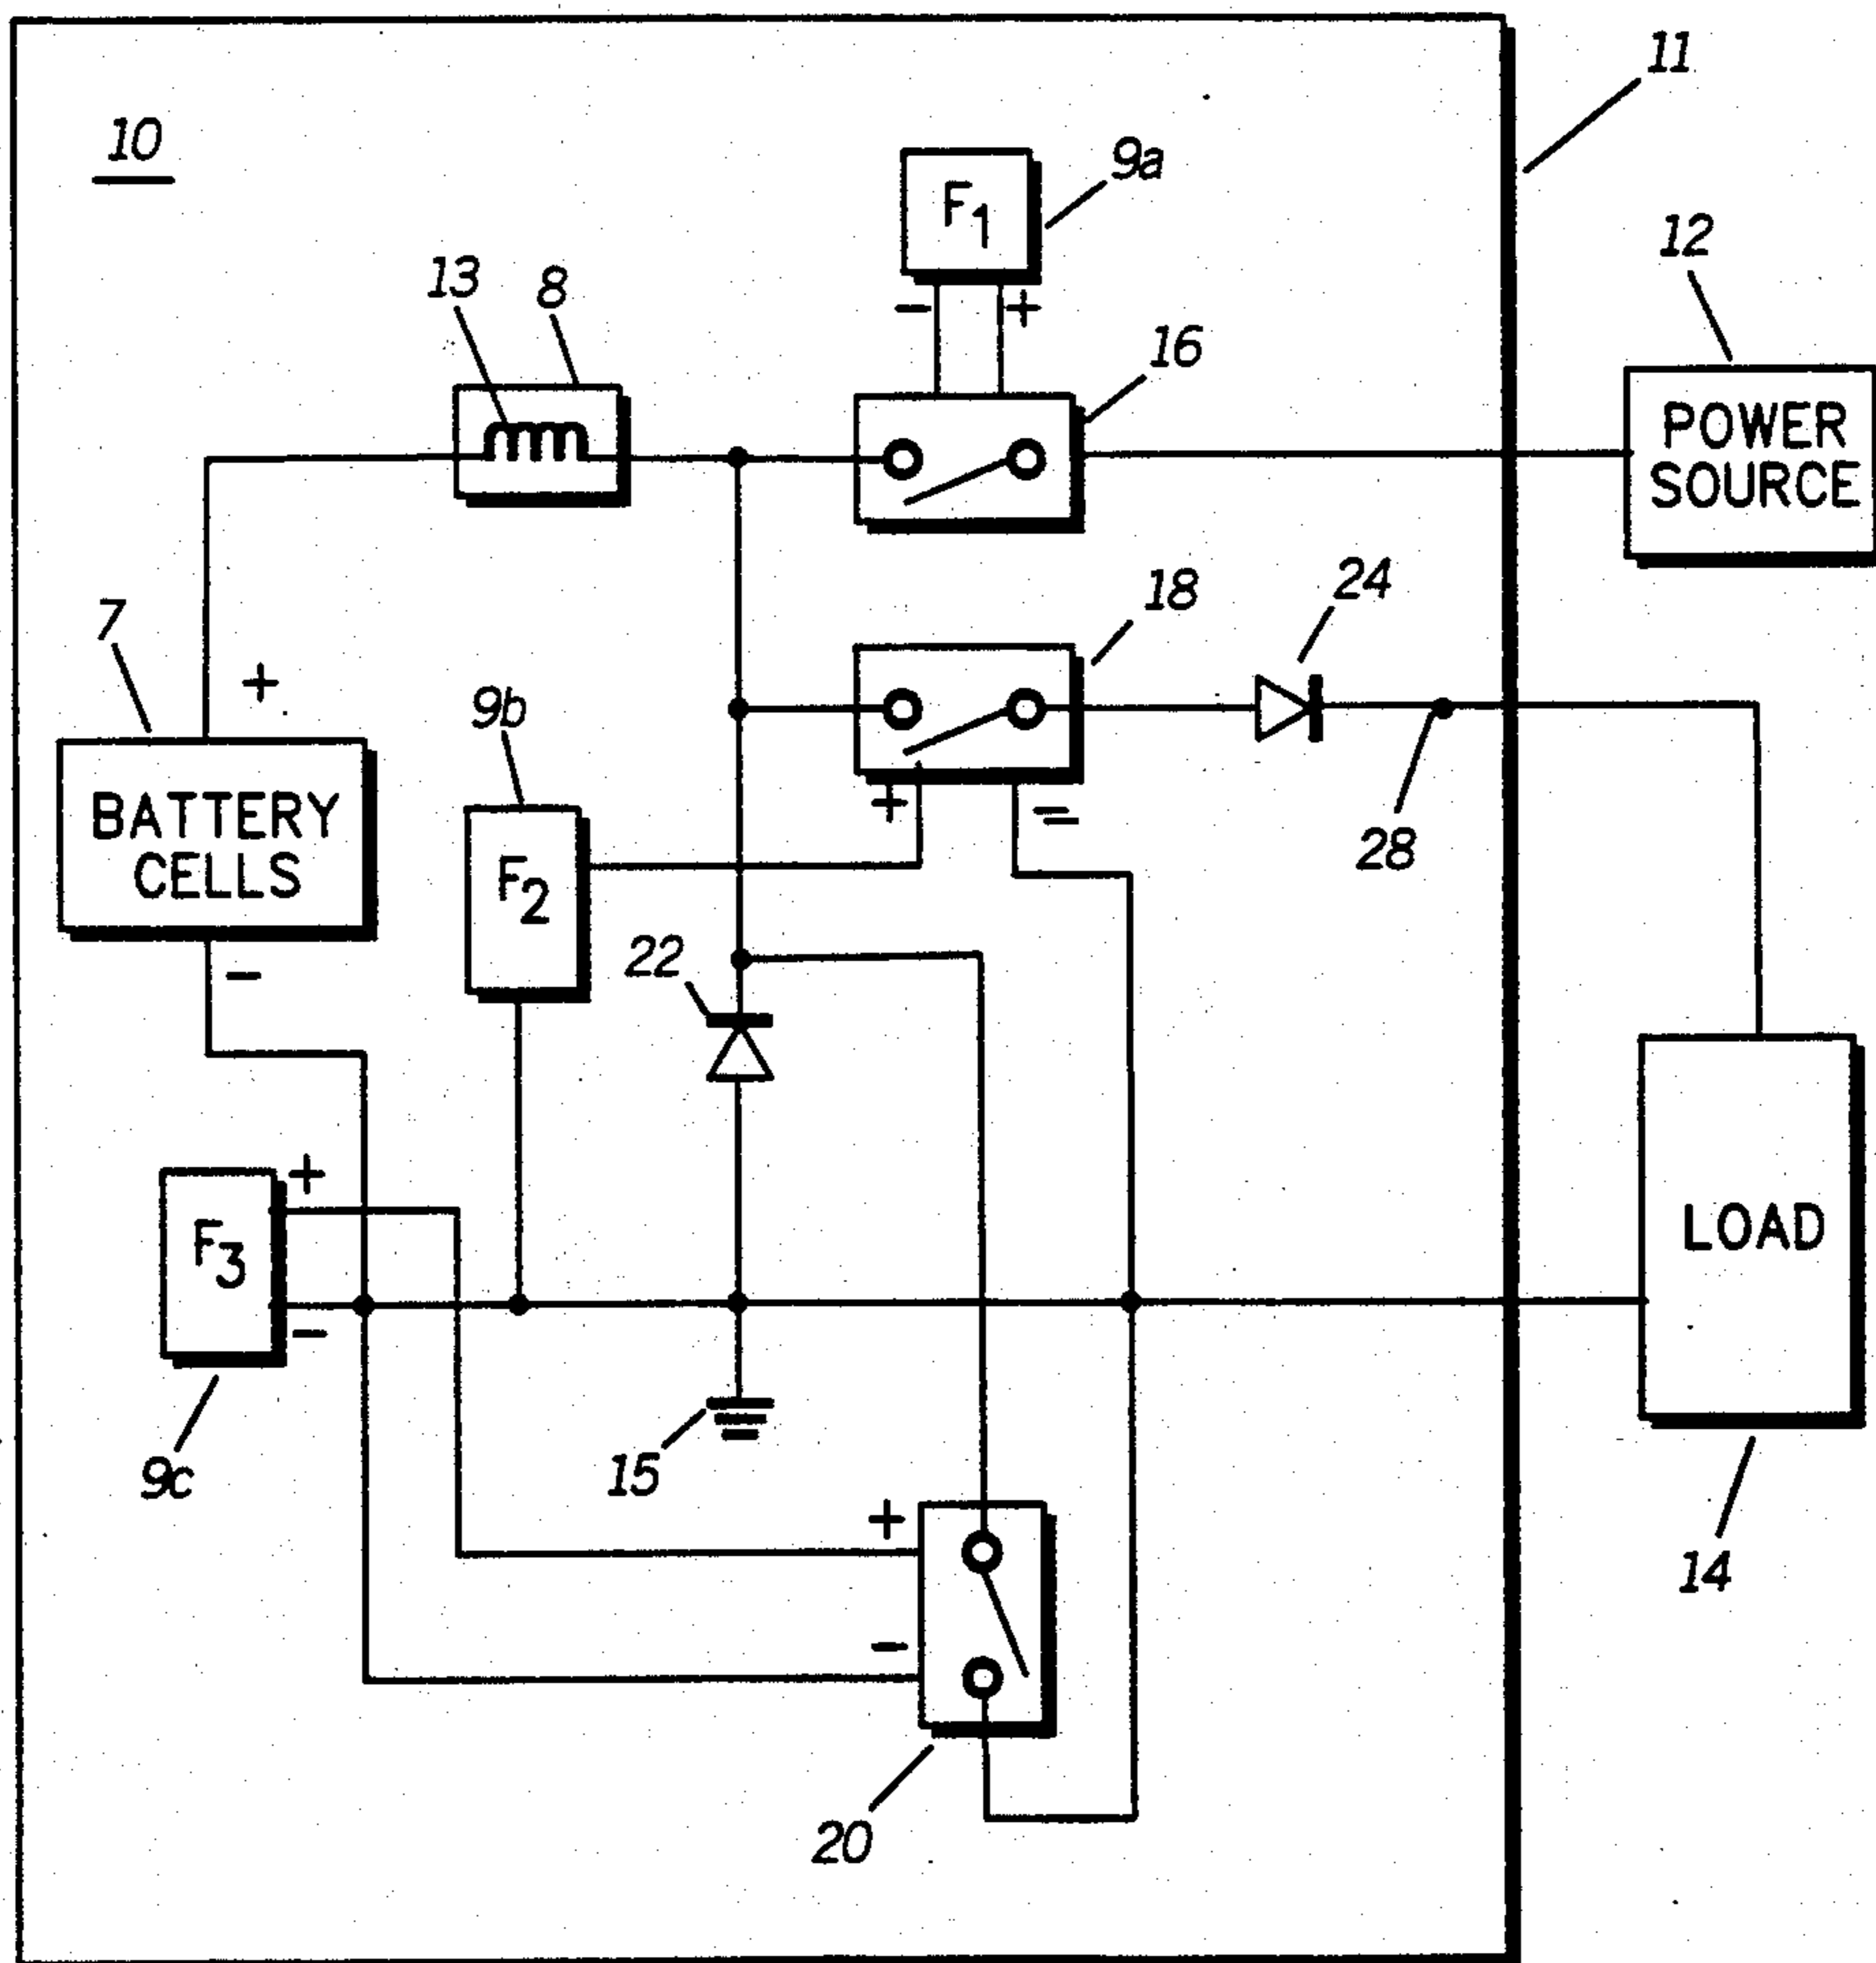 10
11
9a
F1
- +
12
13
8
16
POWER
SOURCE
24
18
7
+
9b
+ -
28
BATTERY
CELLS
F2
22
-
+
F3
LOAD
-
9c
15
+
-
14
20